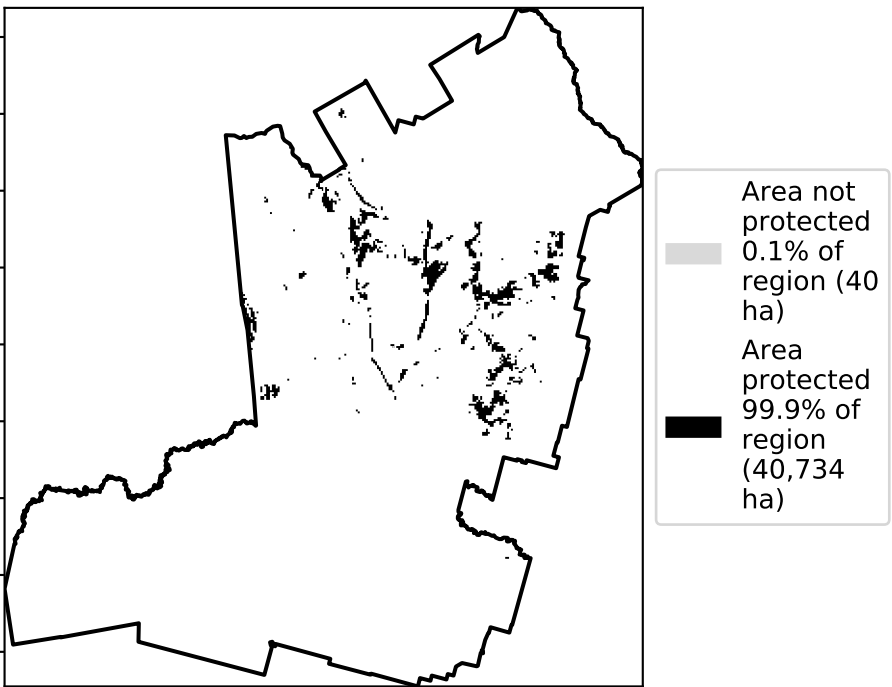 Area not
protected
0.1% of
region (40
ha)
Area
protected
99.9% of
region
(40,734
ha)